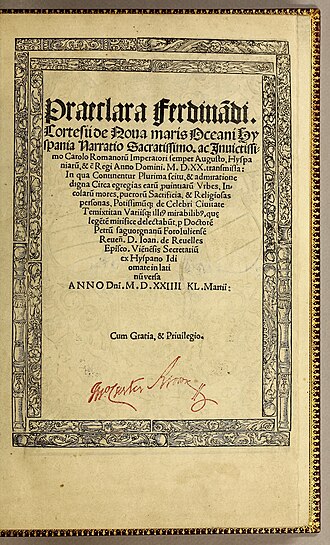 Praeclara Ferdinãdi.
Cortesii de Noua maris Oceani Hy
spania Narratio Sacratissimo. ac Inuictissi
mo Carolo Romanorũ Imperatori semper Augusto, Hyspa
niarũ, & c̃ Regi Anno Domini. M. D. XX. transmissa:
In qua Continentur Plurima scitu, & admiratione
digna Circa egregias earũ puintiarũ Vrbes, In
colarũ mores, puerorũ Sacrificia, & Religiosas
personas, Potissimũq; de Celebri Ciuitate
Temixtitan Variisq; illi9 mirabilib9, quę
legẽtẽ mirifice delectabũt, p Doctorẽ
Petrũ saguorgnanũ Foroiuliensẽ
Reueñ. D. Ioan. de Reuelles
Episco. Viẽnẽsis Secretariũ
ex Hyspano Idi
omate in lati
nũ versa
ANNO Dni. M. D. XXIIII KL. Martii:
Cum Gratia, & Priuilegio.